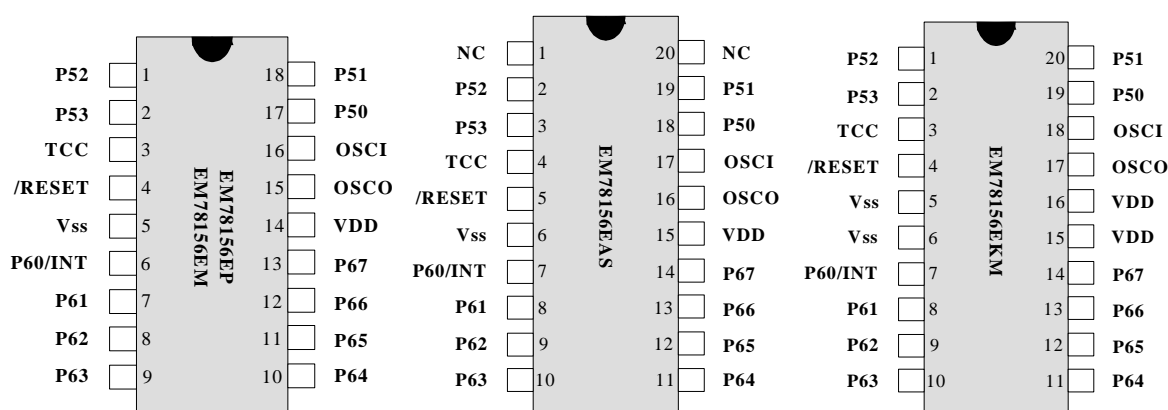 P52 1 18 P51
P53 2 17 P50
TCC 3 16 OSCI
/RESET 4 15 OSCO
Vss 5 14 VDD
P60/INT 6 13 P67
P61 7 12 P66
P62 8 11 P65
P63 9 10 P64
EM78156EP
EM78156EM
NC 1 20 NC
P52 2 19 P51
P53 3 18 P50
TCC 4 17 OSCI
/RESET 5 16 OSCO
Vss 6 15 VDD
P60/INT 7 14 P67
P61 8 13 P66
P62 9 12 P65
P63 10 11 P64
EM78156EAS
P52 1 20 P51
P53 2 19 P50
TCC 3 18 OSCI
/RESET 4 17 OSCO
Vss 5 16 VDD
Vss 6 15 VDD
P60/INT 7 14 P67
P61 8 13 P66
P62 9 12 P65
P63 10 11 P64
EM78156EKM